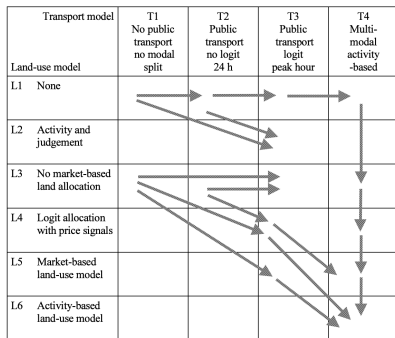 Transport model
Land-use model
T1
No public
transport
no modal
split
T2
Public
transport
no logit
24 h
T3
Public
transport
logit
peak hour
T4
Multi-
modal
activity
-based
L1 None
L2 Activity and
judgement
L3 No market-based
land allocation
L4 Logit allocation
with price signals
L5 Market-based
land-use model
L6 Activity-based
land-use model